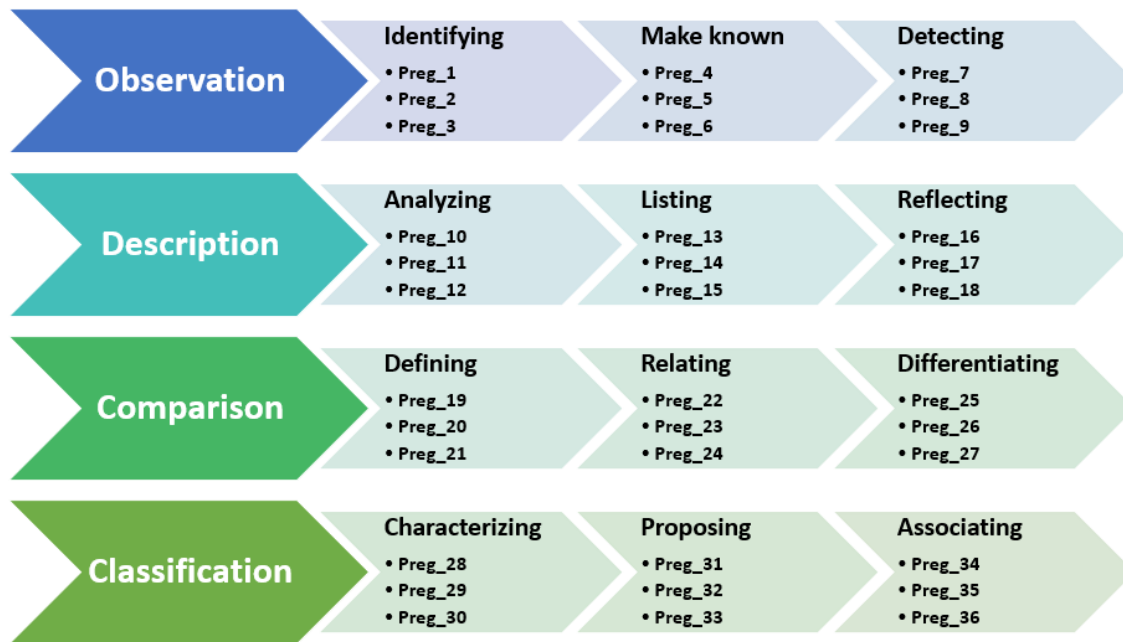 Observation
Identifying
• Preg_1
• Preg_2
• Preg_3
Make known
• Preg_4
• Preg_5
• Preg_6
Detecting
• Preg_7
• Preg_8
• Preg_9
Description
Analyzing
• Preg_10
• Preg_11
• Preg_12
Listing
• Preg_13
• Preg_14
• Preg_15
Reflecting
• Preg_16
• Preg_17
• Preg_18
Comparison
Defining
• Preg_19
• Preg_20
• Preg_21
Relating
• Preg_22
• Preg_23
• Preg_24
Differentiating
• Preg_25
• Preg_26
• Preg_27
Classification
Characterizing
• Preg_28
• Preg_29
• Preg_30
Proposing
• Preg_31
• Preg_32
• Preg_33
Associating
• Preg_34
• Preg_35
• Preg_36